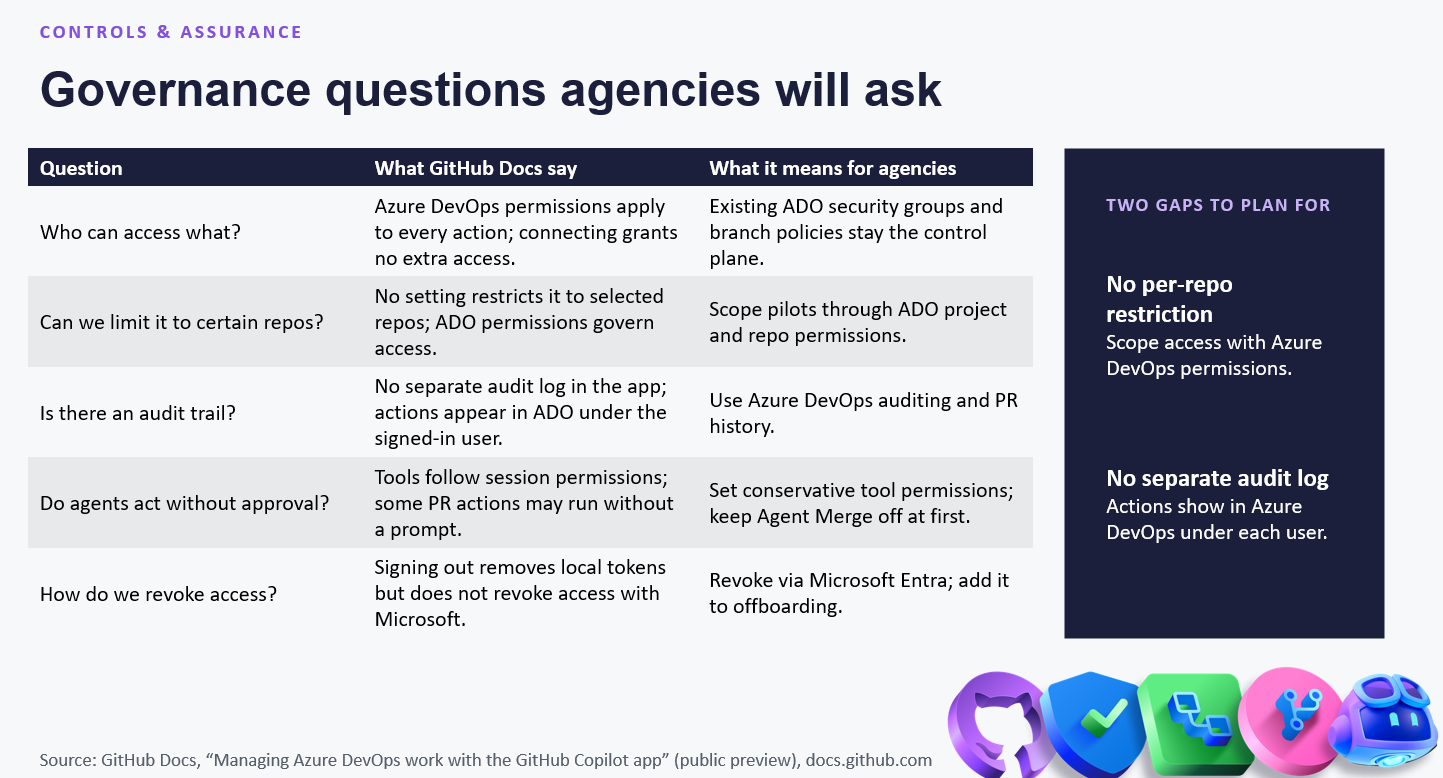 CONTROLS & ASSURANCE
Governance questions agencies will ask
Question
What GitHub Docs say
What it means for agencies
Who can access what?
Azure DevOps permissions apply
to every action; connecting grants
no extra access.
Existing ADO security groups and
branch policies stay the control
plane.
Can we limit it to certain repos?
No setting restricts it to selected
repos; ADO permissions govern
access.
Scope pilots through ADO project
and repo permissions.
Is there an audit trail?
No separate audit log in the app;
actions appear in ADO under the
signed-in user.
Use Azure DevOps auditing and PR
history.
Do agents act without approval?
Tools follow session permissions;
some PR actions may run without
a prompt.
Set conservative tool permissions;
keep Agent Merge off at first.
How do we revoke access?
Signing out removes local tokens
but does not revoke access with
Microsoft.
Revoke via Microsoft Entra; add it
to offboarding.
TWO GAPS TO PLAN FOR
No per-repo
restriction
Scope access with Azure
DevOps permissions.
No separate audit log
Actions show in Azure
DevOps under each user.
Source: GitHub Docs, “Managing Azure DevOps work with the GitHub Copilot app” (public preview), docs.github.com